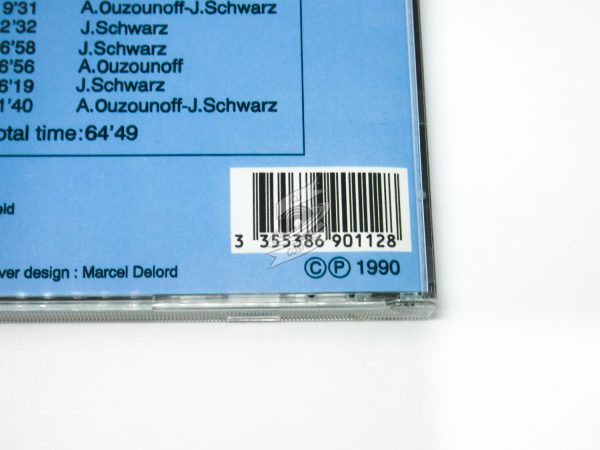 9'31 A.Ouzounoff-J.Schwarz
2'32 J.Schwarz
6'58 J.Schwarz
6'56 A.Ouzounoff
6'19 J.Schwarz
1'40 A.Ouzounoff-J.Schwarz
otal time:64'49
eid
3 355386 901128
ver design : Marcel Delord
©℗ 1990